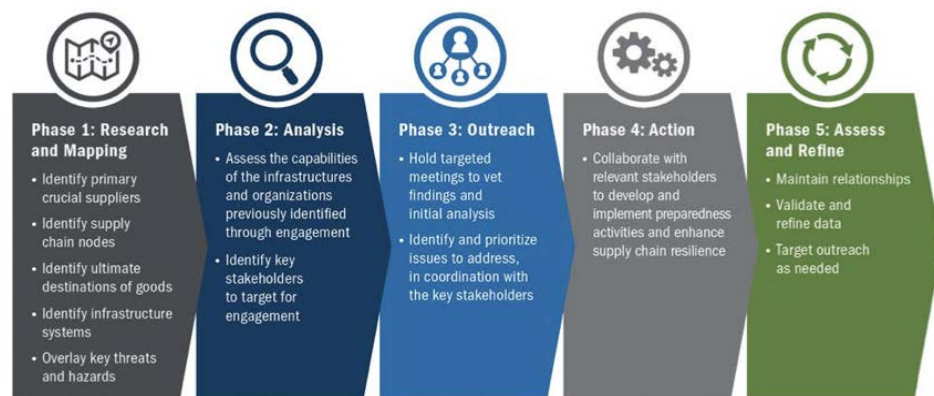 Phase 1: Research
and Mapping
• Identify primary
crucial suppliers
• Identify supply
chain nodes
• Identify ultimate
destinations of goods
• Identify infrastructure
systems
• Overlay key threats
and hazards
Phase 2: Analysis
• Assess the capabilities
of the infrastructures
and organizations
previously identified
through engagement
• Identify key
stakeholders
to target for
engagement
Phase 3: Outreach
• Hold targeted
meetings to vet
findings and
initial analysis
• Identify and prioritize
issues to address,
in coordination with
the key stakeholders
Phase 4: Action
• Collaborate with
relevant stakeholders
to develop and
implement preparedness
activities and enhance
supply chain resilience
Phase 5: Assess
and Refine
• Maintain relationships
• Validate and
refine data
• Target outreach
as needed